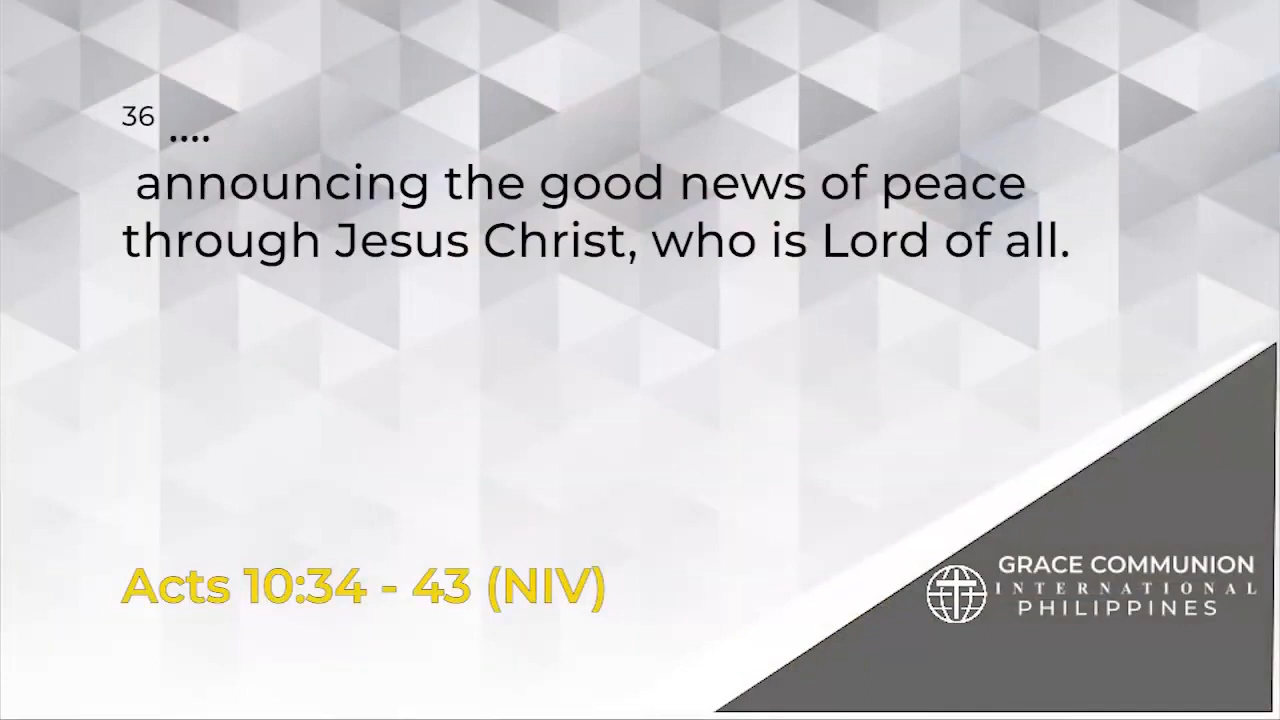 36 ....
announcing the good news of peace
through Jesus Christ, who is Lord of all.
Acts 10:34 - 43 (NIV)
GRACE COMMUNION
INTERNATIONAL
PHILIPPINES